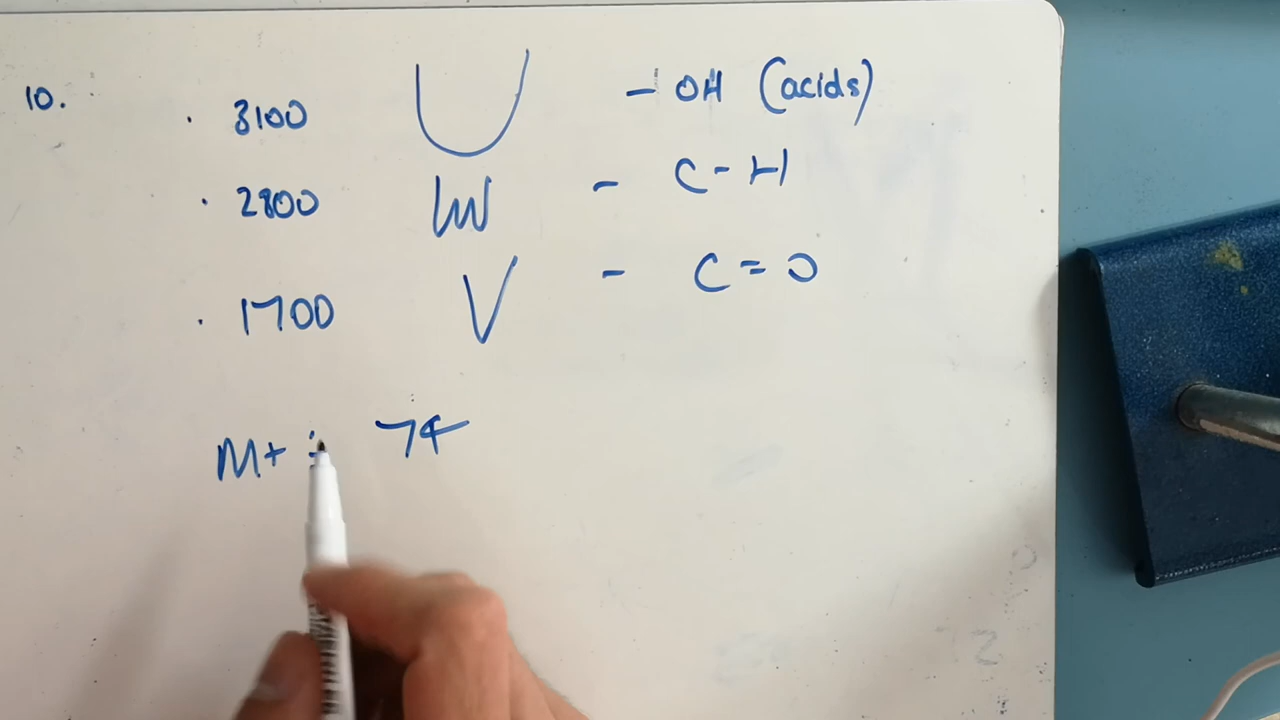 10. · 3100 - OH (acids)
· 2800 - C-H
· 1700 - C=O
M+ : 74